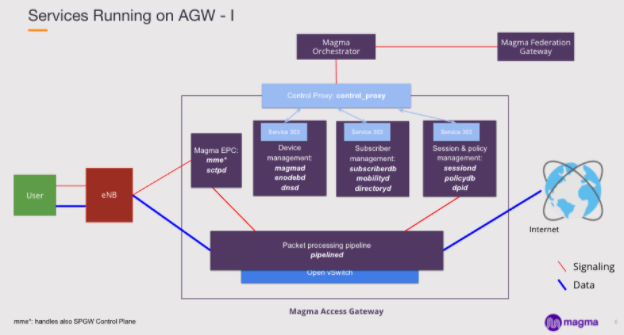 Services Running on AGW - I
Magma
Orchestrator
Magma Federation
Gateway
Control Proxy: control_proxy
Service 303
Service 303
Service 303
Magma EPC:
mme*
sctpd
Device
management:
magmad
enodebd
dnsd
Subscriber
management:
subscriberdb
mobilityd
directoryd
Session & policy
management:
sessiond
policydb
dpid
User
eNB
Internet
Packet processing pipeline
pipelined
Open vSwitch
Signaling
Data
Magma Access Gateway
mme*: handles also SPGW Control Plane
magma
6